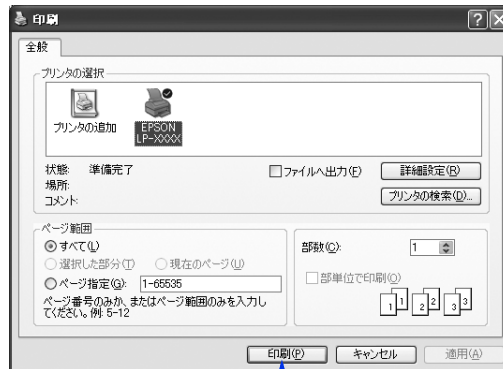 印刷
全般
プリンタの選択
プリンタの追加
EPSON
LP-XXXX
状態: 準備完了
場所:
コメント:
ファイルへ出力(F)
詳細設定(R)
プリンタの検索(D)...
ページ範囲
すべて(L)
選択した部分(T) 現在のページ(U)
ページ指定(G): 1-65535
ページ番号のみか、またはページ範囲のみを入力し
てください。例: 5-12
部数(C): 1
部単位で印刷(O)
1 1 2 2 3 3
印刷(P) キャンセル 適用(A)